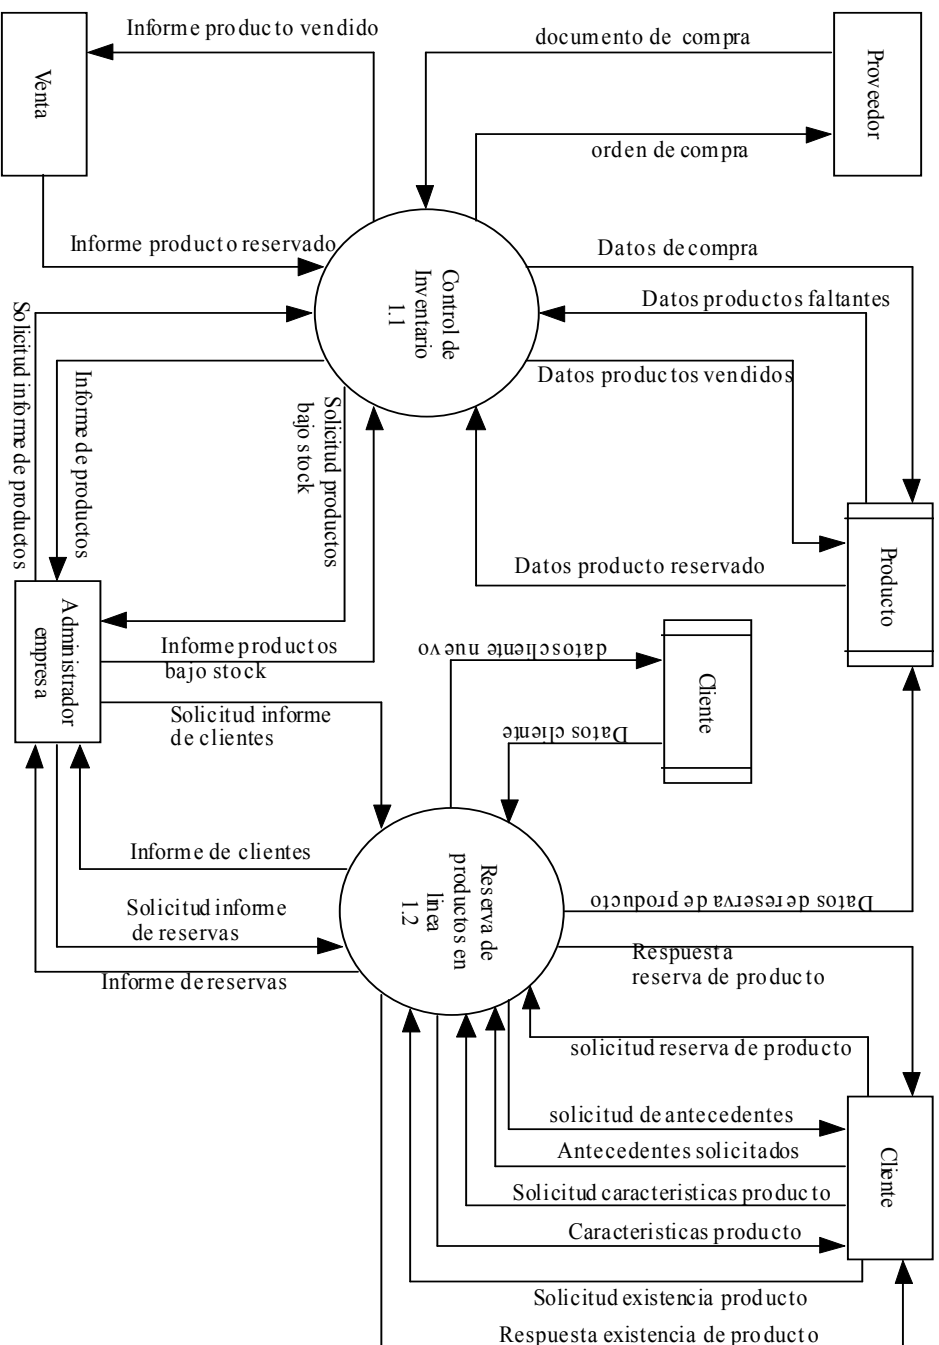 Informe producto vendido
documento de compra
Venta
Proveedor
orden de compra
Informe producto reservado
Datos de compra
Control de
Inventario
1.1
Datos productos faltantes
Solicitud informe de productos
Informe de productos
Solicitud productos
bajo stock
Datos productos vendidos
Producto
Datos producto reservado
Administrador
empresa
Informe productos
bajo stock
datos cliente nuevo
Cliente
Solicitud informe
de clientes
Datos cliente
Informe de clientes
Reserva de
productos en
linea
1.2
Datos de reserva de producto
Solicitud informe
de reservas
Informe de reservas
Respuesta
reserva de producto
solicitud reserva de producto
solicitud de antecedentes
Antecedentes solicitados
Cliente
Solicitud caracteristicas producto
Caracteristicas producto
Solicitud existencia producto
Respuesta existencia de producto